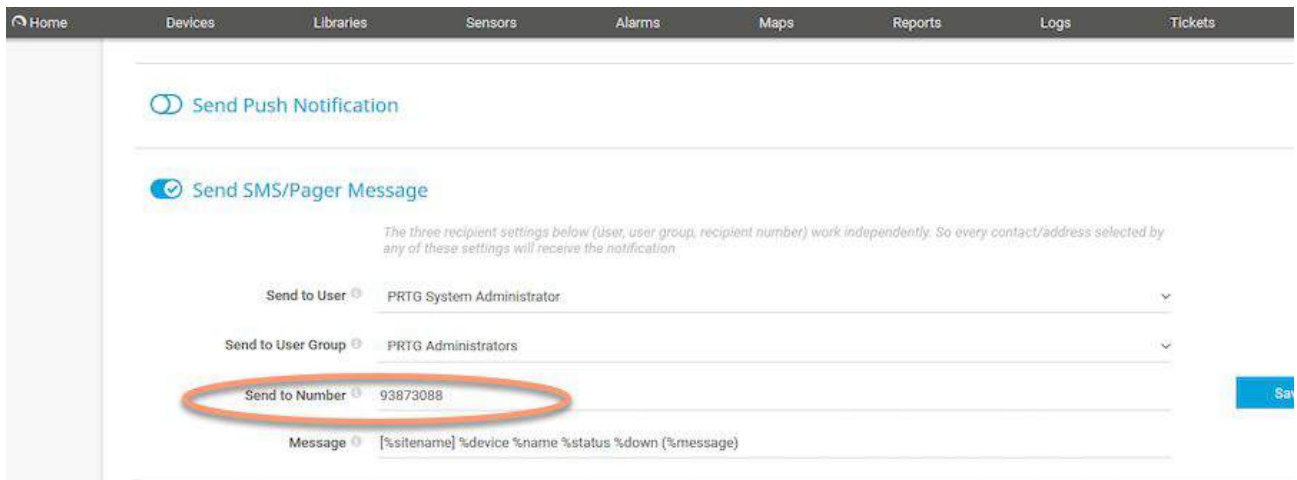 Home Devices Libraries Sensors Alarms Maps Reports Logs Tickets
Send Push Notification
Send SMS/Pager Message
The three recipient settings below (user, user group, recipient number) work independently. So every contact/address selected by
any of these settings will receive the notification
Send to User PRTG System Administrator
Send to User Group PRTG Administrators
Send to Number 93873088
Sav
Message [%sitename] %device %name %status %down (%message)